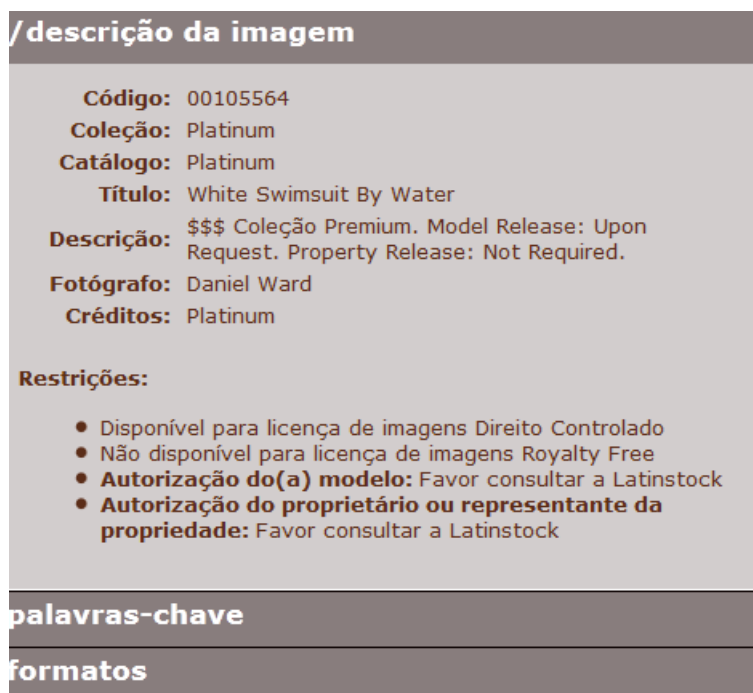 /descrição da imagem
Código: 00105564
Coleção: Platinum
Catálogo: Platinum
Título: White Swimsuit By Water
Descrição: $$$ Coleção Premium. Model Release: Upon
Request. Property Release: Not Required.
Fotógrafo: Daniel Ward
Créditos: Platinum
Restrições:
• Disponível para licença de imagens Direito Controlado
• Não disponível para licença de imagens Royalty Free
• Autorização do(a) modelo: Favor consultar a Latinstock
• Autorização do proprietário ou representante da
propriedade: Favor consultar a Latinstock
palavras-chave
formatos